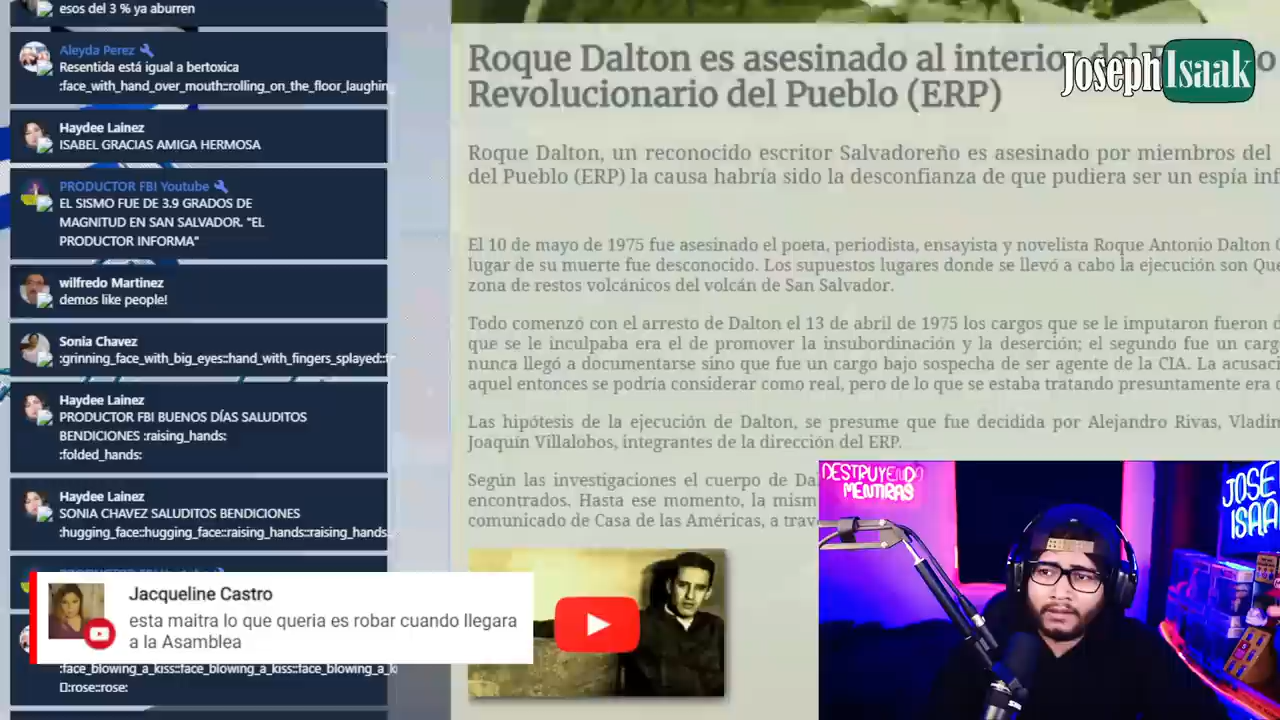 esos del 3 % ya aburren
Aleyda Perez
Resentida está igual a bertoxica
:face_with_hand_over_mouth::rolling_on_the_floor_laughin
Haydee Lainez
ISABEL GRACIAS AMIGA HERMOSA
PRODUCTOR FBI Youtube
EL SISMO FUE DE 3.9 GRADOS DE
MAGNITUD EN SAN SALVADOR. "EL
PRODUCTOR INFORMA"
wilfredo Martinez
demos like people!
Sonia Chavez
:grinning_face_with_big_eyes::hand_with_fingers_splayed::f
Haydee Lainez
PRODUCTOR FBI BUENOS DÍAS SALUDITOS
BENDICIONES :raising_hands:
:folded_hands:
Haydee Lainez
SONIA CHAVEZ SALUDITOS BENDICIONES
:hugging_face::hugging_face::raising_hands::raising_hands:
Jacqueline Castro
esta maitra lo que queria es robar cuando llegara
a la Asamblea
:face_blowing_a_kiss::face_blowing_a_kiss::face_blowing_a_k
:rose::rose:
Roque Dalton es asesinado al interior del
Revolucionario del Pueblo (ERP)
Joseph Isaak
Roque Dalton, un reconocido escritor Salvadoreño es asesinado por miembros del
del Pueblo (ERP) la causa habría sido la desconfianza de que pudiera ser un espía inf
El 10 de mayo de 1975 fue asesinado el poeta, periodista, ensayista y novelista Roque Antonio Dalton
lugar de su muerte fue desconocido. Los supuestos lugares donde se llevó a cabo la ejecución son Que
zona de restos volcánicos del volcán de San Salvador.
Todo comenzó con el arresto de Dalton el 13 de abril de 1975 los cargos que se le imputaron fueron
que se le inculpaba era el de promover la insubordinación y la deserción; el segundo fue un carg
nunca llegó a documentarse sino que fue un cargo bajo sospecha de ser agente de la CIA. La acusaci
aquel entonces se podría considerar como real, pero de lo que se estaba tratando presuntamente era
Las hipótesis de la ejecución de Dalton, se presume que fue decidida por Alejandro Rivas, Vladim
Joaquín Villalobos, integrantes de la dirección del ERP.
Según las investigaciones el cuerpo de Da
encontrados. Hasta ese momento, la mism
comunicado de Casa de las Américas, a trav
DESTRUYENDO
MENTIRAS
JOSE
ISAA